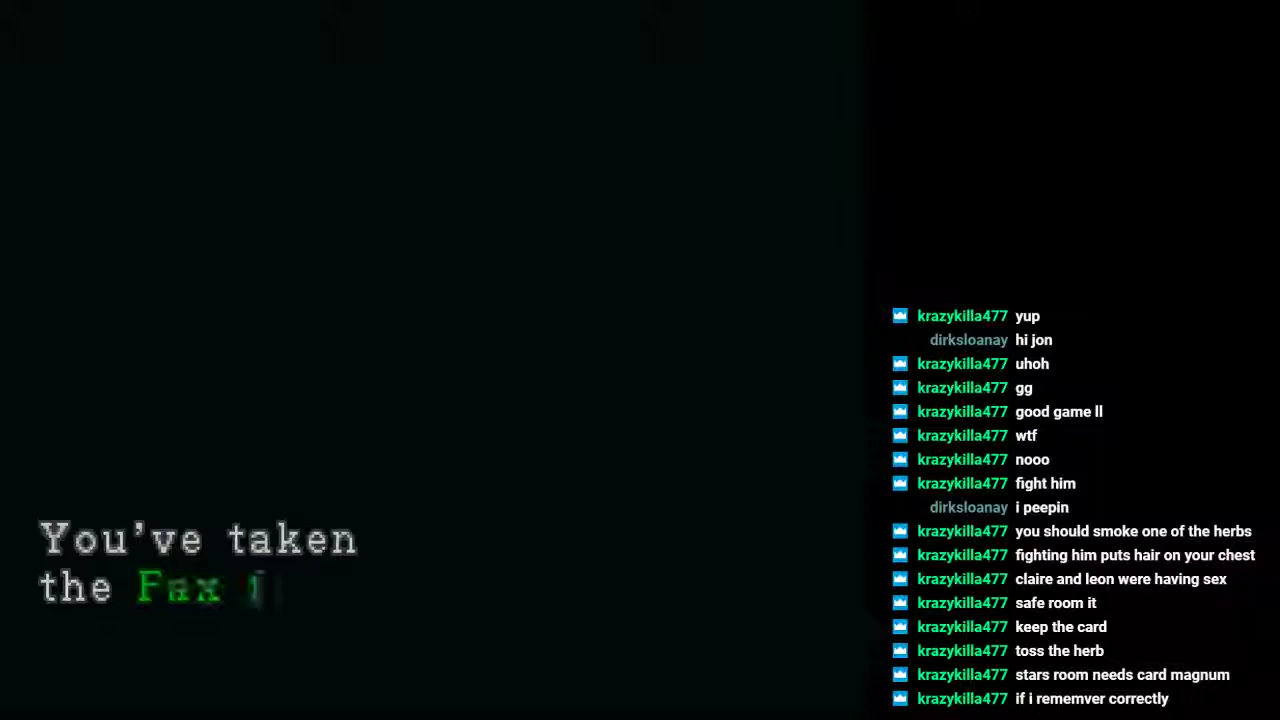 You've taken
the Fax
krazykilla477 yup
dirksloanay hi jon
krazykilla477 uhoh
krazykilla477 gg
krazykilla477 good game ll
krazykilla477 wtf
krazykilla477 nooo
krazykilla477 fight him
dirksloanay i peepin
krazykilla477 you should smoke one of the herbs
krazykilla477 fighting him puts hair on your chest
krazykilla477 claire and leon were having sex
krazykilla477 safe room it
krazykilla477 keep the card
krazykilla477 toss the herb
krazykilla477 stars room needs card magnum
krazykilla477 if i rememver correctly